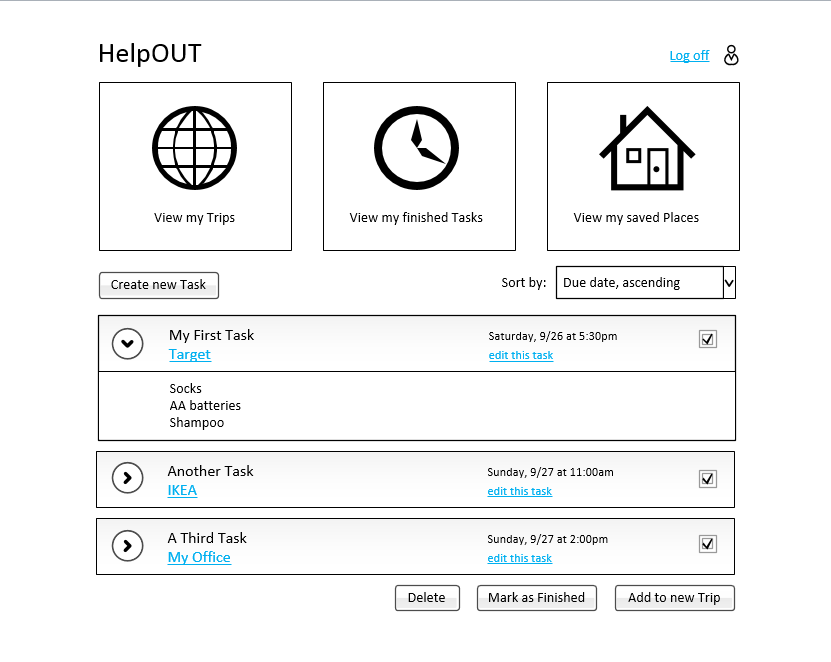 HelpOUT
Log off
View my Trips
View my finished Tasks
View my saved Places
Create new Task
Sort by:
Due date, ascending
My First Task
Saturday, 9/26 at 5:30pm
Target
edit this task
Socks
AA batteries
Shampoo
Another Task
Sunday, 9/27 at 11:00am
IKEA
edit this task
A Third Task
Sunday, 9/27 at 2:00pm
My Office
edit this task
Delete
Mark as Finished
Add to new Trip